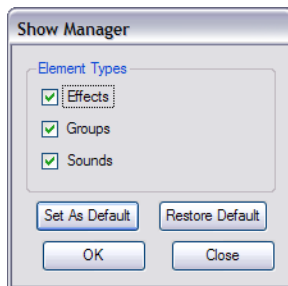 Show Manager
Element Types
Effects
Groups
Sounds
Set As Default Restore Default
OK Close